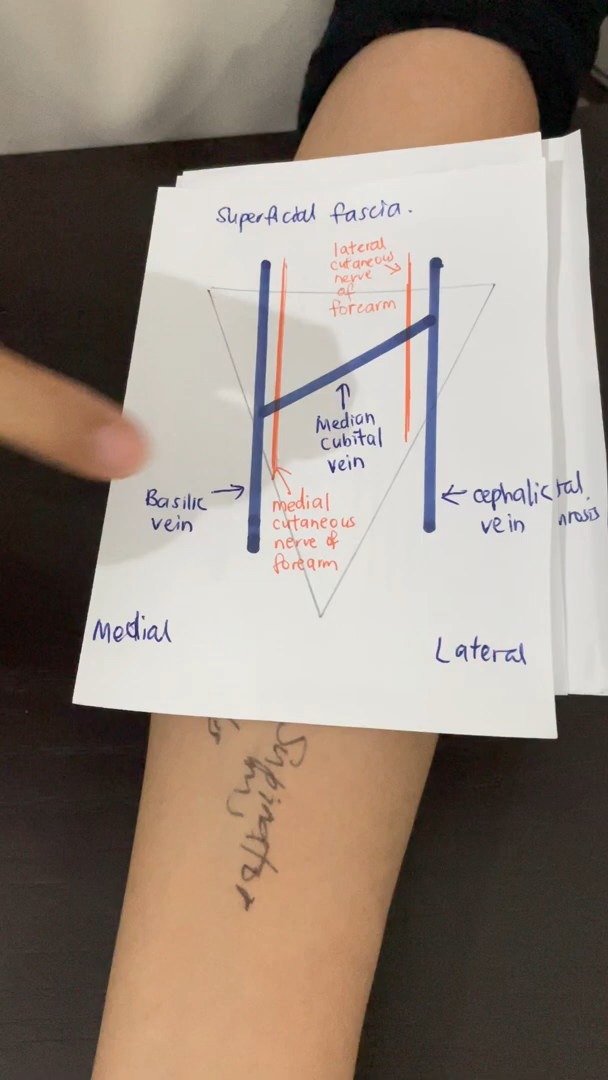 Superficial fascia.
lateral
cutaneous
nerve
of
forearm
Median
cubital
vein
Basilic
vein
medial
cutaneous
nerve of
forearm
cephalic
vein
Medial
Lateral
Supinator